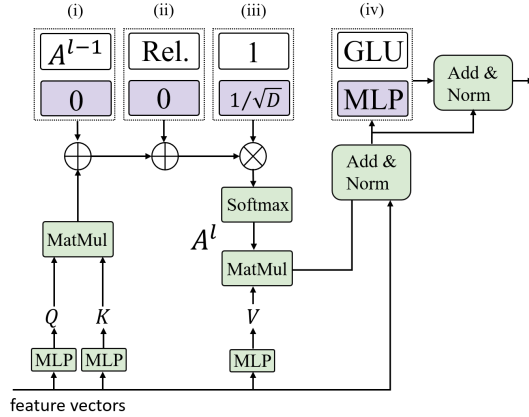 (i) (ii) (iii) (iv)
A^{l-1} Rel. 1 GLU
0 0 1/√D MLP
Add &
Norm
Add &
Norm
Softmax
MatMul
A^l
MatMul
Q K V
MLP MLP MLP
feature vectors